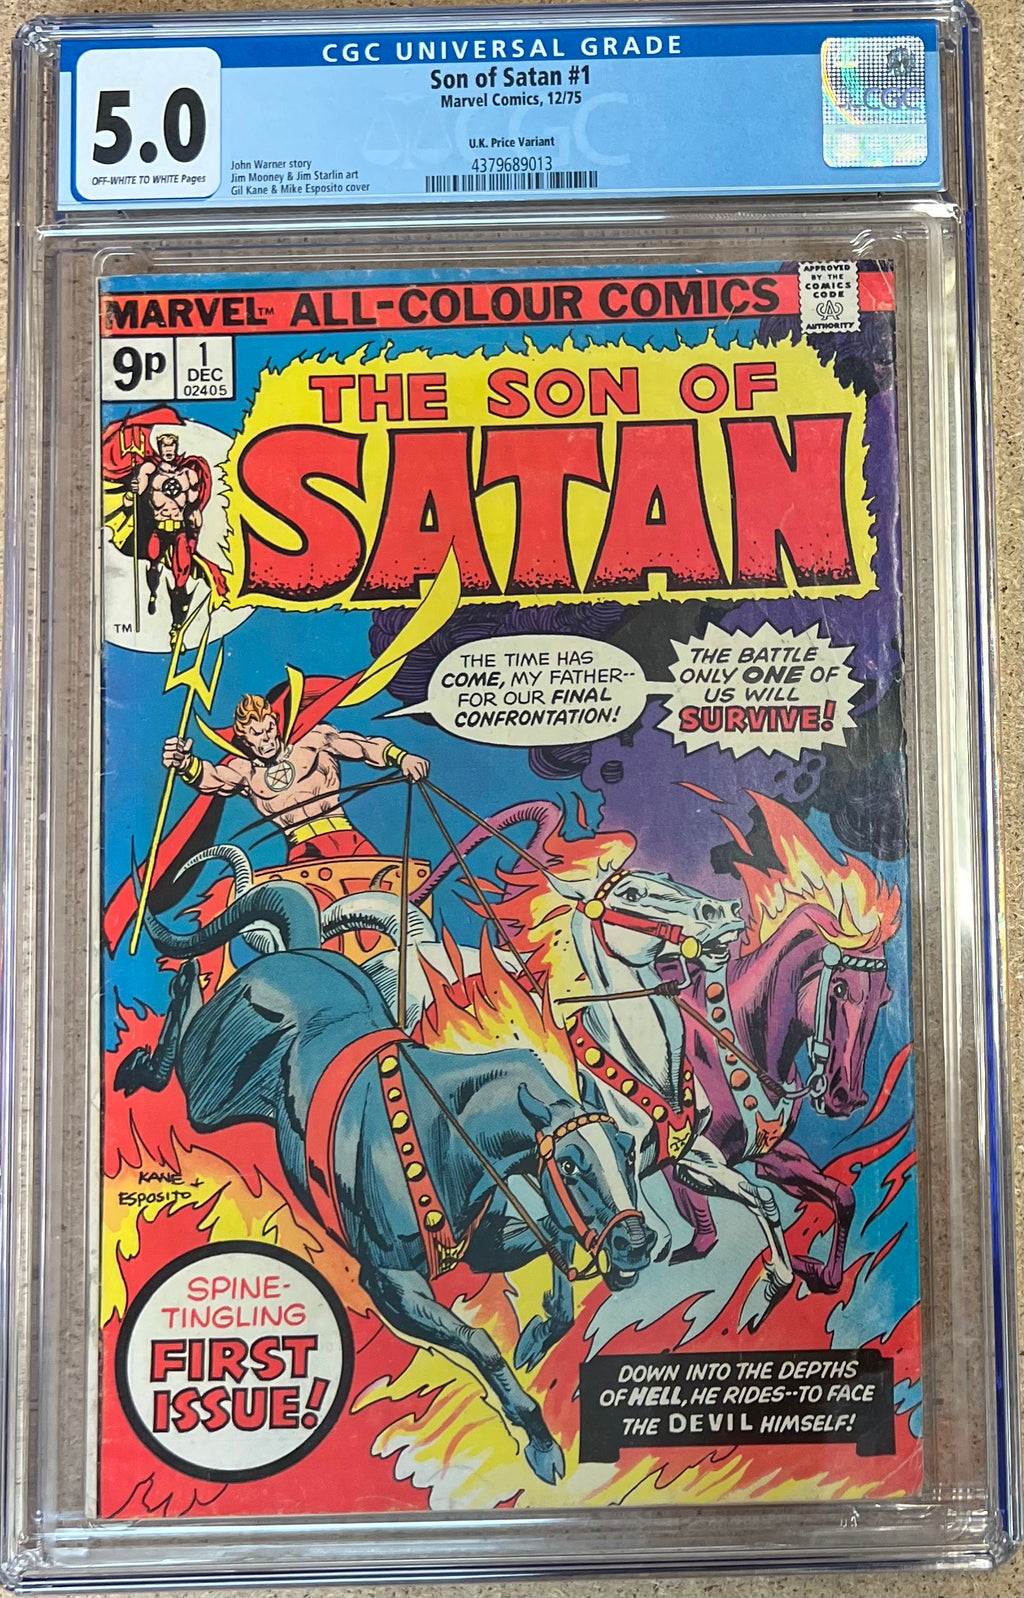 CGC UNIVERSAL GRADE
Son of Satan #1
Marvel Comics, 12/75
U.K. Price Variant
4379689013
5.0
OFF-WHITE TO WHITE Pages
John Warner story
Jim Mooney & Jim Starlin art
Gil Kane & Mike Esposito cover
CGC
CGC
MARVEL™ ALL-COLOUR COMICS
APPROVED
BY THE
COMICS
CODE
CA
AUTHORITY
9p
1
DEC
02405
THE SON OF
SATAN
TM
THE TIME HAS
COME, MY FATHER--
FOR OUR FINAL
CONFRONTATION!
THE BATTLE
ONLY ONE OF
US WILL
SURVIVE!
KANE +
ESPOSITO
SPINE-
TINGLING
FIRST
ISSUE!
DOWN INTO THE DEPTHS
OF HELL, HE RIDES--TO FACE
THE DEVIL HIMSELF!